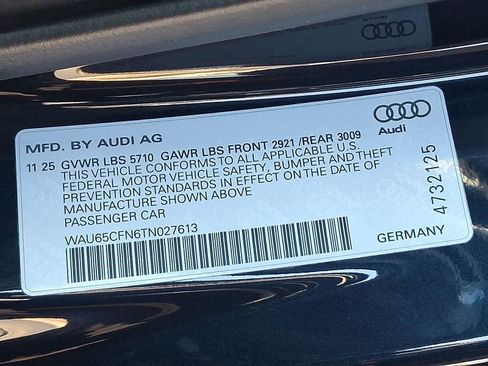 MFD. BY AUDI AG
11 25 GVWR LBS 5710 GAWR LBS FRONT 2921 /REAR 3009
THIS VEHICLE CONFORMS TO ALL APPLICABLE U.S.
FEDERAL MOTOR VEHICLE SAFETY, BUMPER AND THEFT
PREVENTION STANDARDS IN EFFECT ON THE DATE OF
MANUFACTURE SHOWN ABOVE
PASSENGER CAR
WAU65CFN6TN027613
Audi
4732125
GERMANY